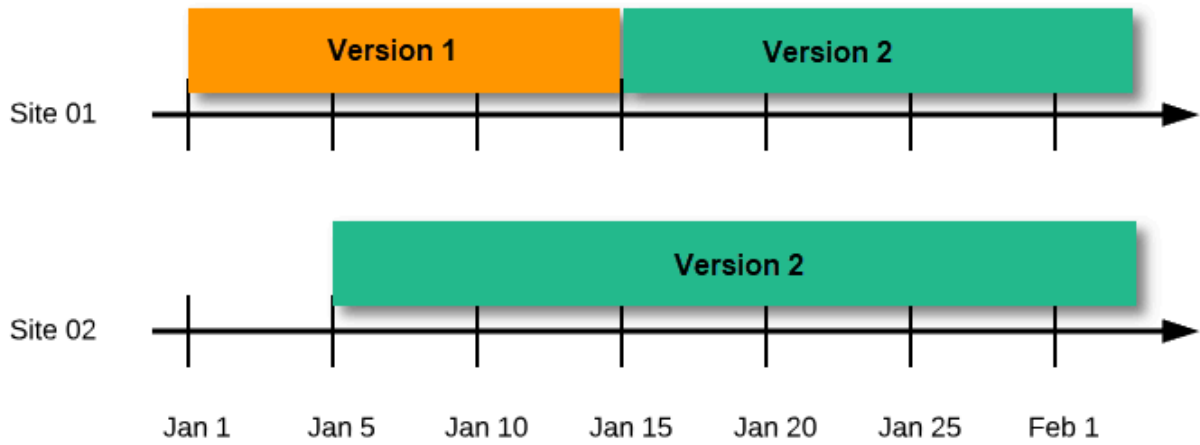 Version 1
Version 2
Site 01
Version 2
Site 02
Jan 1
Jan 5
Jan 10
Jan 15
Jan 20
Jan 25
Feb 1